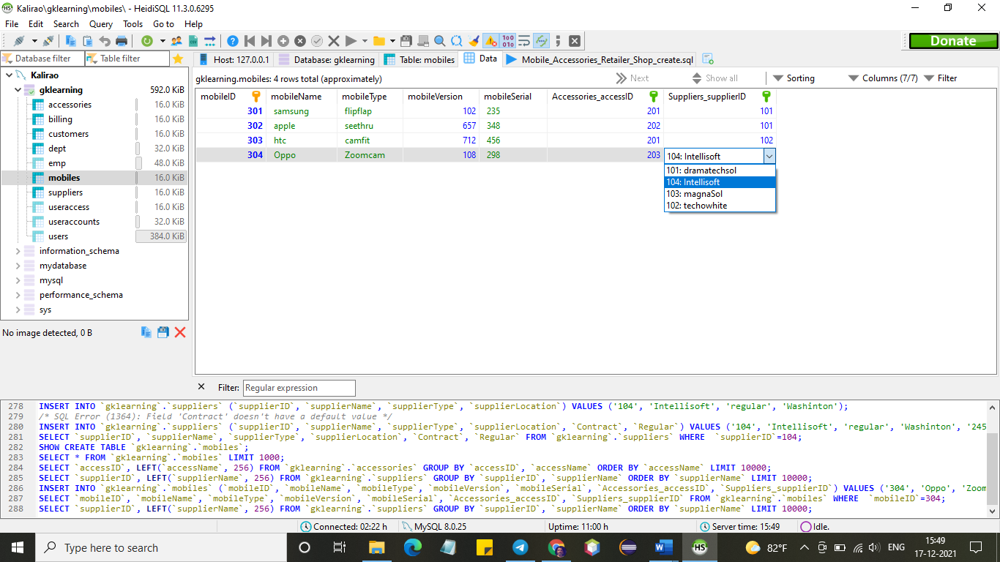 Kalirao\gklearning\mobiles\ - HeidiSQL 11.3.0.6295
File Edit Search Query Tools Go to Help
Donate
Database filter Table filter
Host: 127.0.0.1 Database: gklearning Table: mobiles Data Mobile_Accessories_Retailer_Shop_create.sql
Kalirao
gklearning 592.0 KiB
accessories 16.0 KiB
billing 16.0 KiB
customers 16.0 KiB
dept 32.0 KiB
emp 48.0 KiB
mobiles 16.0 KiB
suppliers 16.0 KiB
useraccess 16.0 KiB
useraccounts 32.0 KiB
users 384.0 KiB
information_schema
mydatabase
mysql
performance_schema
sys
No image detected, 0 B
gklearning.mobiles: 4 rows total (approximately) Next Show all Sorting Columns (7/7) Filter
mobileID mobileName mobileType mobileVersion mobileSerial Accessories_accessID Suppliers_supplierID
301 samsung flipflap 102 235 201 101
302 apple seethru 657 348 202 101
303 htc camfit 712 456 201 102
304 Oppo Zoomcam 108 298 203 104: Intellisoft
101: dramatechsol
104: Intellisoft
103: magnaSol
102: techowhite
Filter: Regular expression
278 INSERT INTO `gklearning`.`suppliers` (`supplierID`, `supplierName`, `supplierType`, `supplierLocation`) VALUES ('104', 'Intellisoft', 'regular', 'Washinton');
279 /* SQL Error (1364): Field 'Contract' doesn't have a default value */
280 INSERT INTO `gklearning`.`suppliers` (`supplierID`, `supplierName`, `supplierType`, `supplierLocation`, `Contract`, `Regular`) VALUES ('104', 'Intellisoft', 'regular', 'Washinton', '245
281 SELECT `supplierID`, `supplierName`, `supplierType`, `supplierLocation`, `Contract`, `Regular` FROM `gklearning`.`suppliers` WHERE `supplierID`=104;
282 SHOW CREATE TABLE `gklearning`.`mobiles`;
283 SELECT * FROM `gklearning`.`mobiles` LIMIT 1000;
284 SELECT `accessID`, LEFT(`accessName`, 256) FROM `gklearning`.`accessories` GROUP BY `accessID`, `accessName` ORDER BY `accessName` LIMIT 10000;
285 SELECT `supplierID`, LEFT(`supplierName`, 256) FROM `gklearning`.`suppliers` GROUP BY `supplierID`, `supplierName` ORDER BY `supplierName` LIMIT 10000;
286 INSERT INTO `gklearning`.`mobiles` (`mobileID`, `mobileName`, `mobileType`, `mobileVersion`, `mobileSerial`, `Accessories_accessID`, `Suppliers_supplierID`) VALUES ('304', 'Oppo', 'Zoom
287 SELECT `mobileID`, `mobileName`, `mobileType`, `mobileVersion`, `mobileSerial`, `Accessories_accessID`, `Suppliers_supplierID` FROM `gklearning`.`mobiles` WHERE `mobileID`=304;
288 SELECT `supplierID`, LEFT(`supplierName`, 256) FROM `gklearning`.`suppliers` GROUP BY `supplierID`, `supplierName` ORDER BY `supplierName` LIMIT 10000;
Connected: 02:22 h MySQL 8.0.25 Uptime: 11:00 h Server time: 15:49 Idle.
Type here to search HS 82°F ENG 15:49
17-12-2021